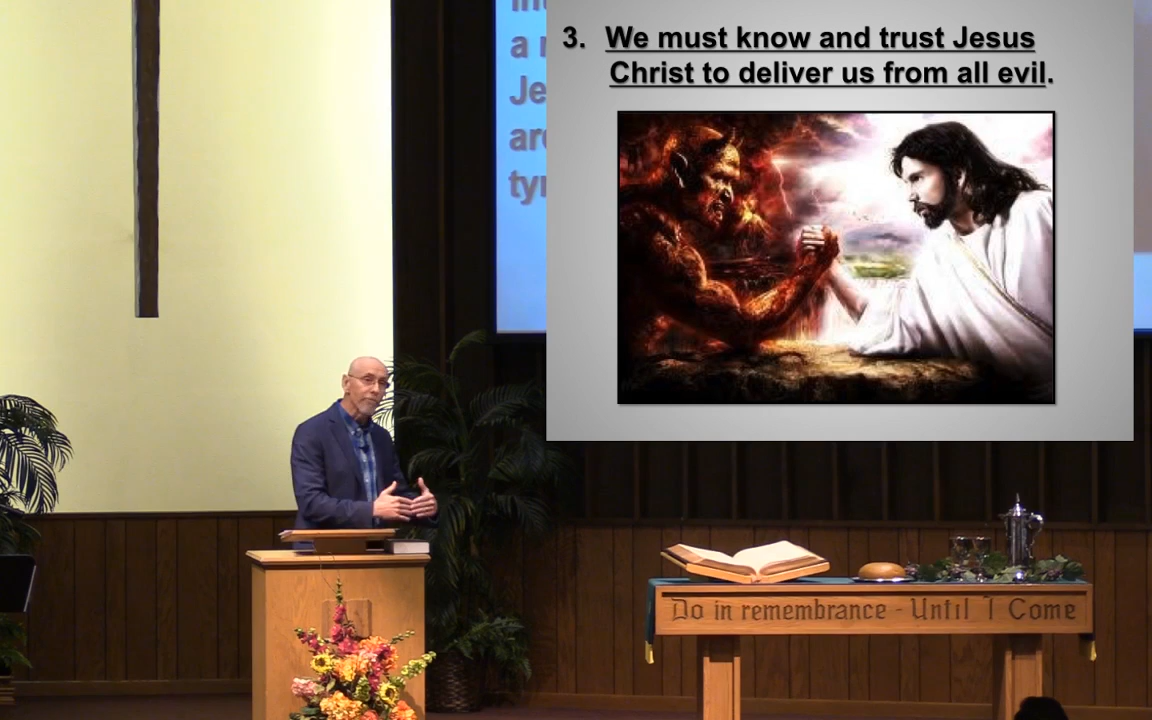 3. We must know and trust Jesus
Christ to deliver us from all evil.
a
Do in remembrance - Until I Come